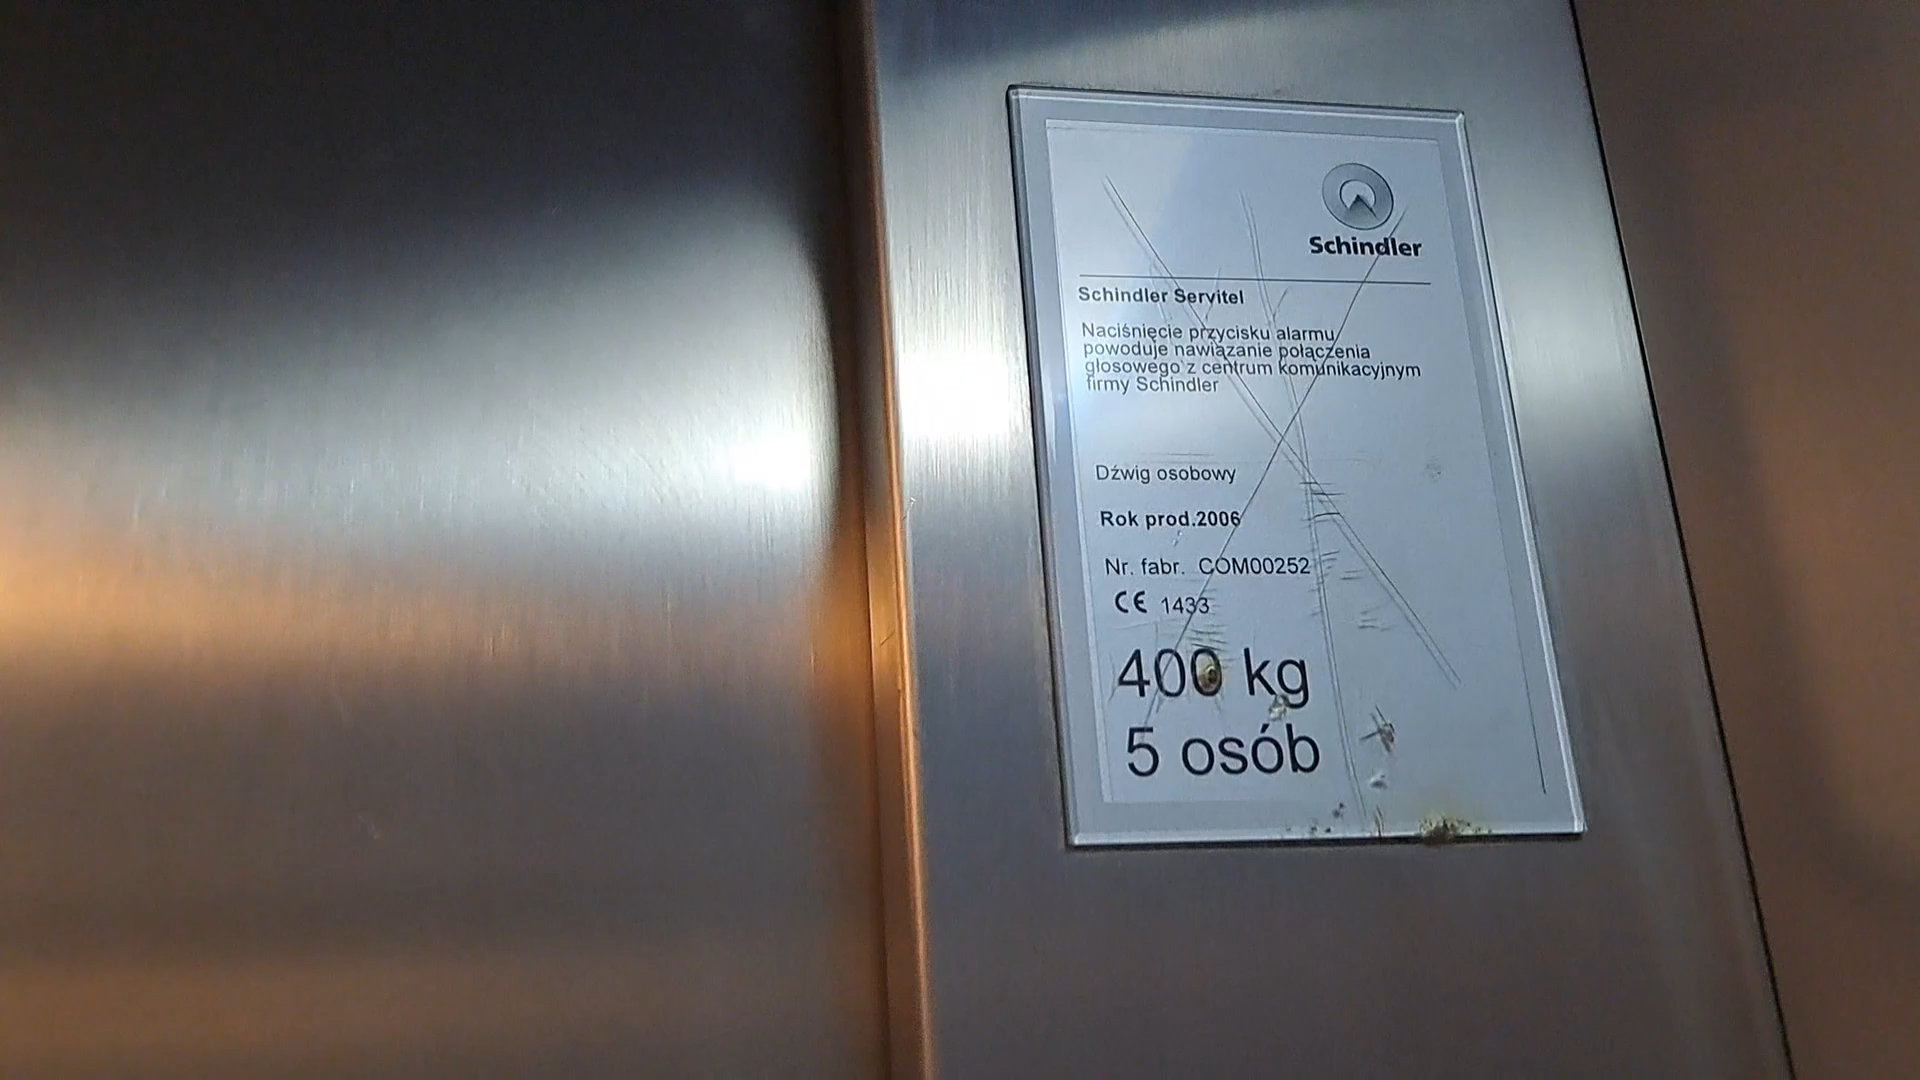 Schindler
Schindler Servitel
Naciśnięcie przycisku alarmu
powoduje nawiązanie połączenia
głosowego z centrum komunikacyjnym
firmy Schindler
Dźwig osobowy
Rok prod.2006
Nr. fabr. COM00252
CE 1433
400 kg
5 osób